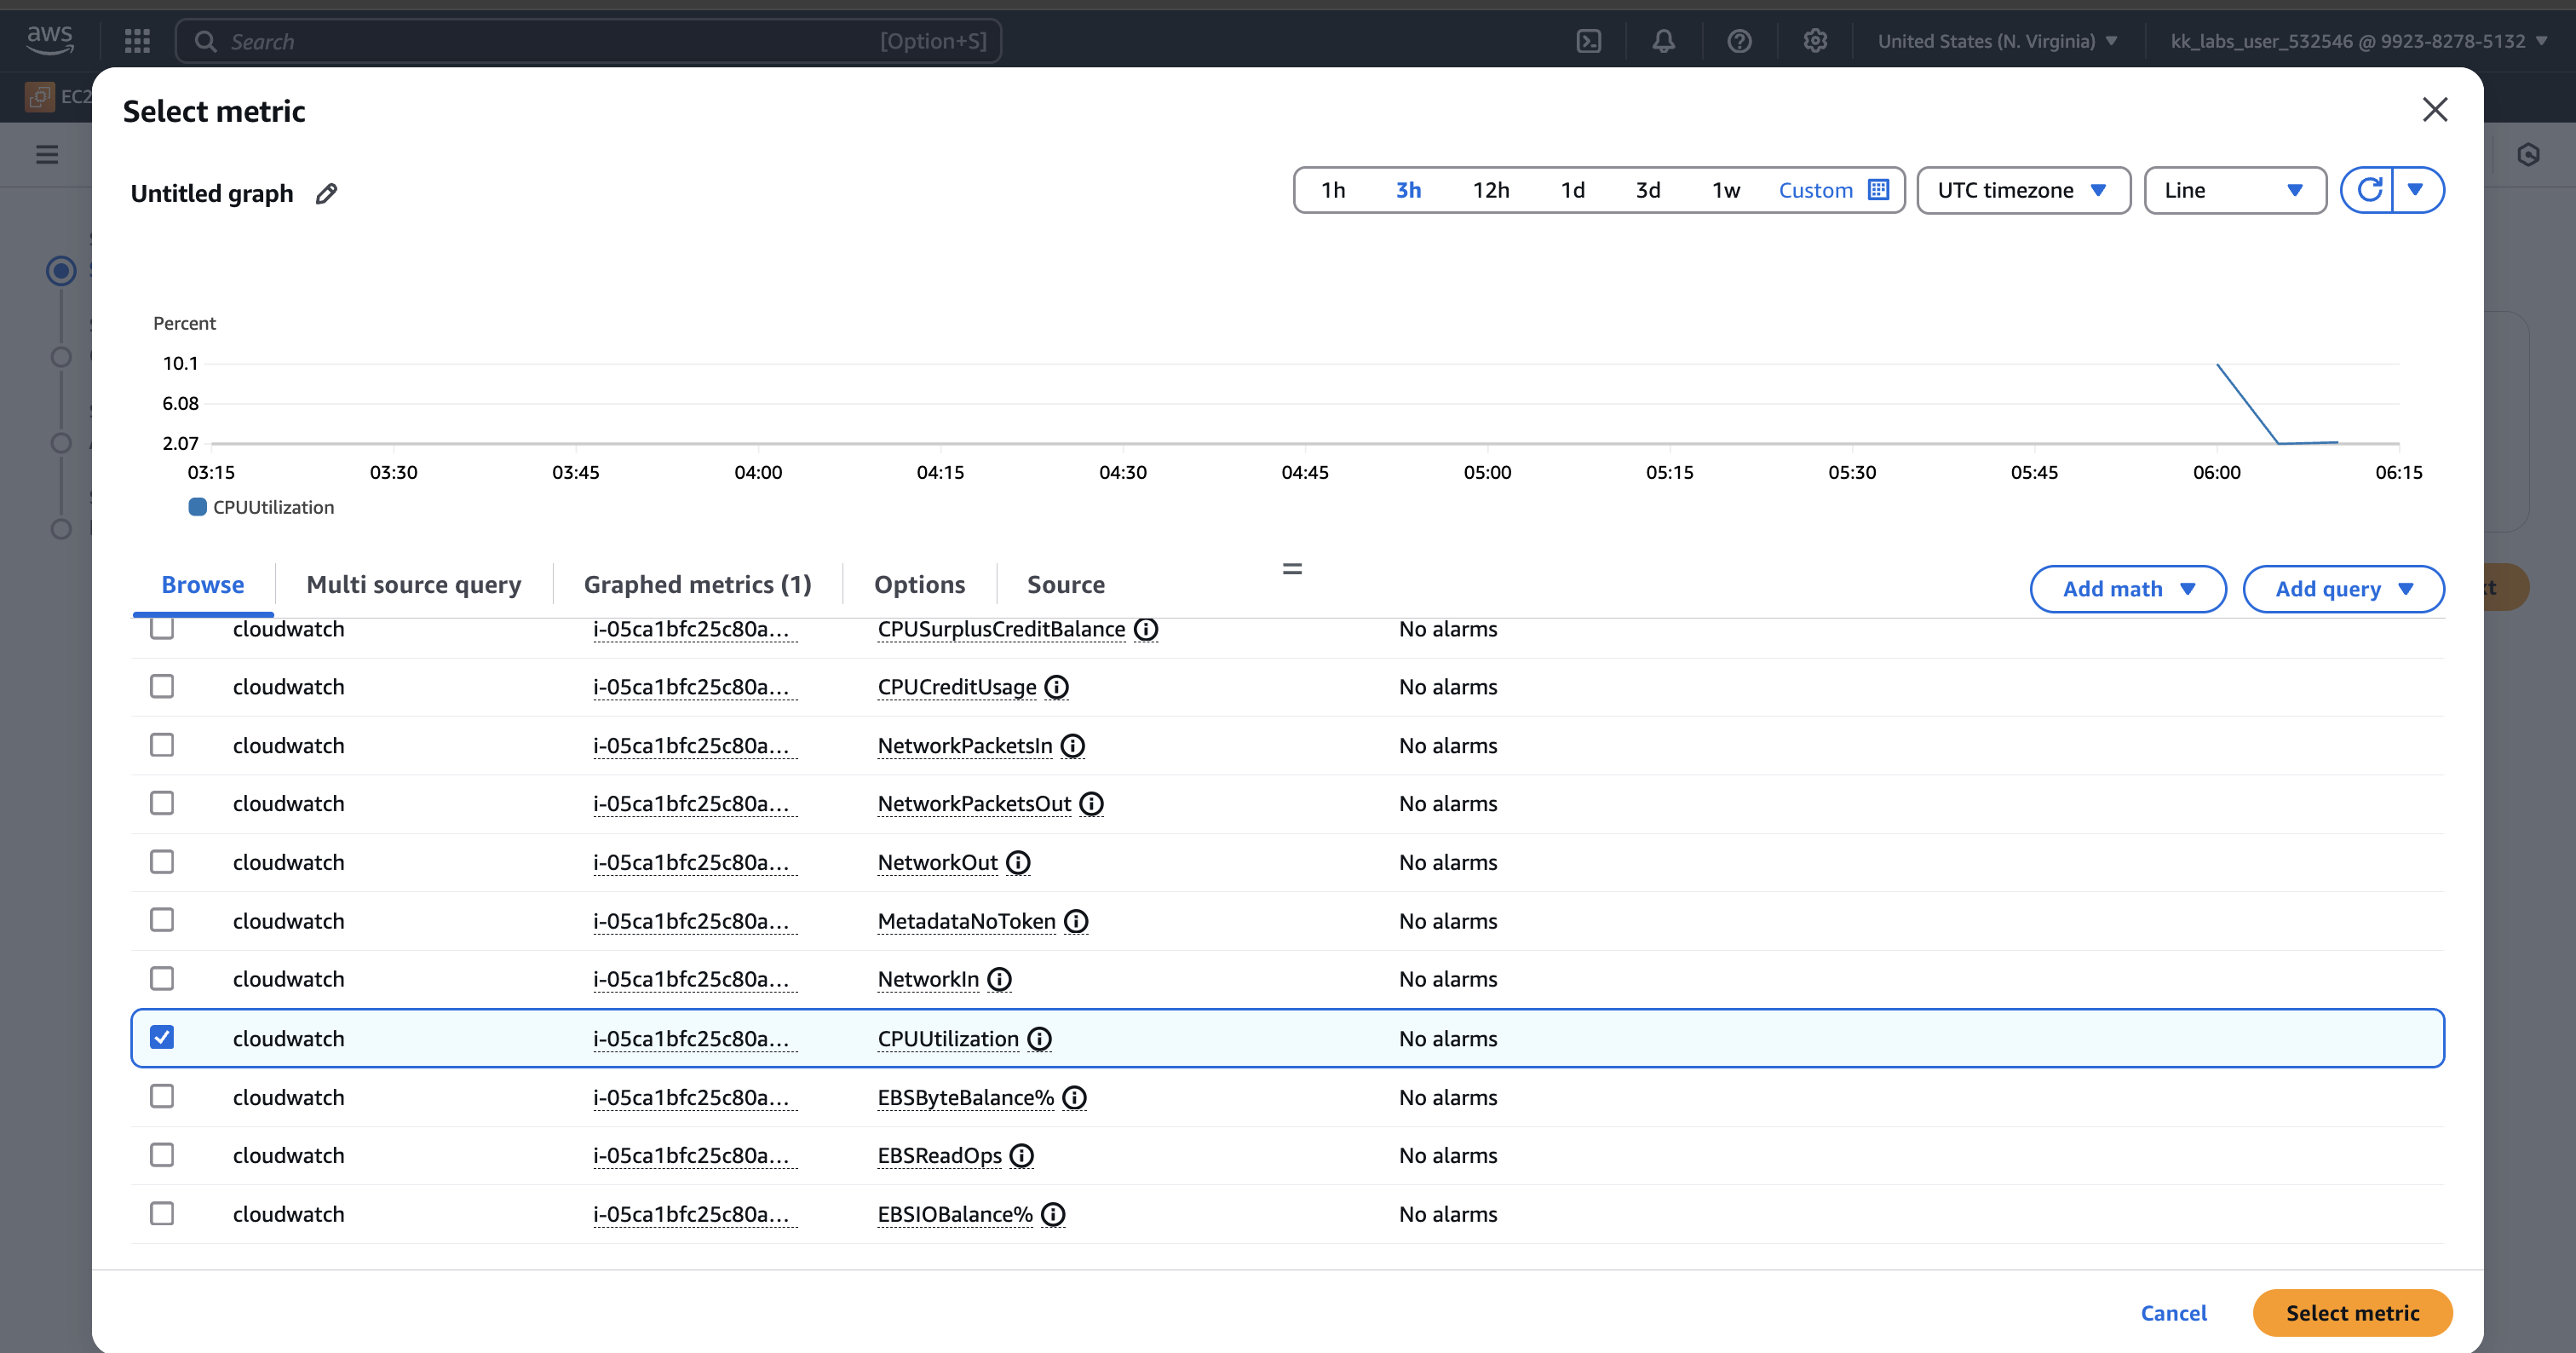 aws
Search [Option+S]
United States (N. Virginia) kk_labs_user_532546 @ 9923-8278-5132
EC2
Select metric
Untitled graph
1h 3h 12h 1d 3d 1w Custom UTC timezone Line
Percent
10.1
6.08
2.07
03:15 03:30 03:45 04:00 04:15 04:30 04:45 05:00 05:15 05:30 05:45 06:00 06:15
CPUUtilization
Browse Multi source query Graphed metrics (1) Options Source =
Add math Add query
cloudwatch i-05ca1bfc25c80a... CPUSurplusCreditBalance No alarms
cloudwatch i-05ca1bfc25c80a... CPUCreditUsage No alarms
cloudwatch i-05ca1bfc25c80a... NetworkPacketsIn No alarms
cloudwatch i-05ca1bfc25c80a... NetworkPacketsOut No alarms
cloudwatch i-05ca1bfc25c80a... NetworkOut No alarms
cloudwatch i-05ca1bfc25c80a... MetadataNoToken No alarms
cloudwatch i-05ca1bfc25c80a... NetworkIn No alarms
cloudwatch i-05ca1bfc25c80a... CPUUtilization No alarms
cloudwatch i-05ca1bfc25c80a... EBSByteBalance% No alarms
cloudwatch i-05ca1bfc25c80a... EBSReadOps No alarms
cloudwatch i-05ca1bfc25c80a... EBSIOBalance% No alarms
Cancel Select metric